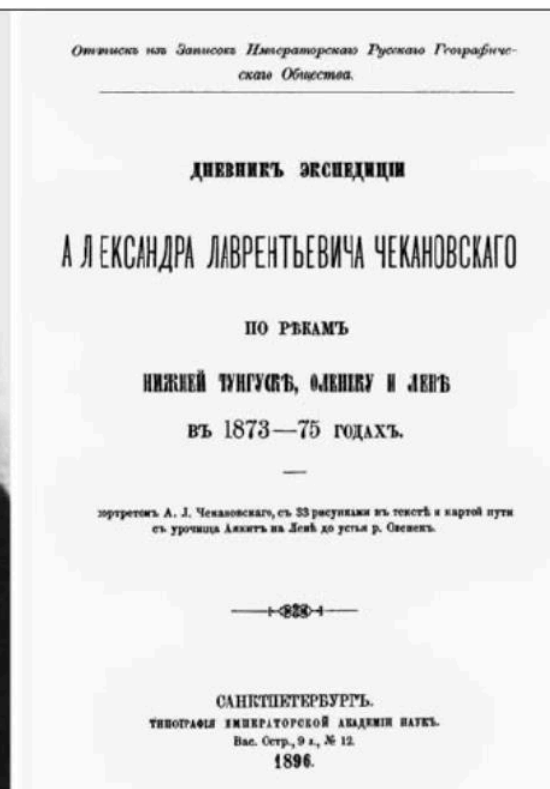 Оттискъ изъ Записокъ Императорскаго Русскаго Географиче-
скаго Общества.
ДНЕВНИКЪ ЭКСПЕДИЦІИ
АЛЕКСАНДРА ЛАВРЕНТЬЕВИЧА ЧЕКАНОВСКАГО
ПО РѢКАМЪ
НИЖНЕЙ ТУНГУСКѢ, ОЛЕНІКУ И ЛЕНѢ
ВЪ 1873—75 ГОДАХЪ.
портретомъ А. Л. Чекановскаго, съ 33 рисунками въ текстѣ и картой пути
съ урочища Аякитъ на Ленѣ до устья р. Оленекъ.
САНКТПЕТЕРБУРГЪ.
ТИПОГРАФІЯ ИМПЕРАТОРСКОЙ АКАДЕМІИ НАУКЪ.
Вас. Остр., 9 л., № 12.
1896.